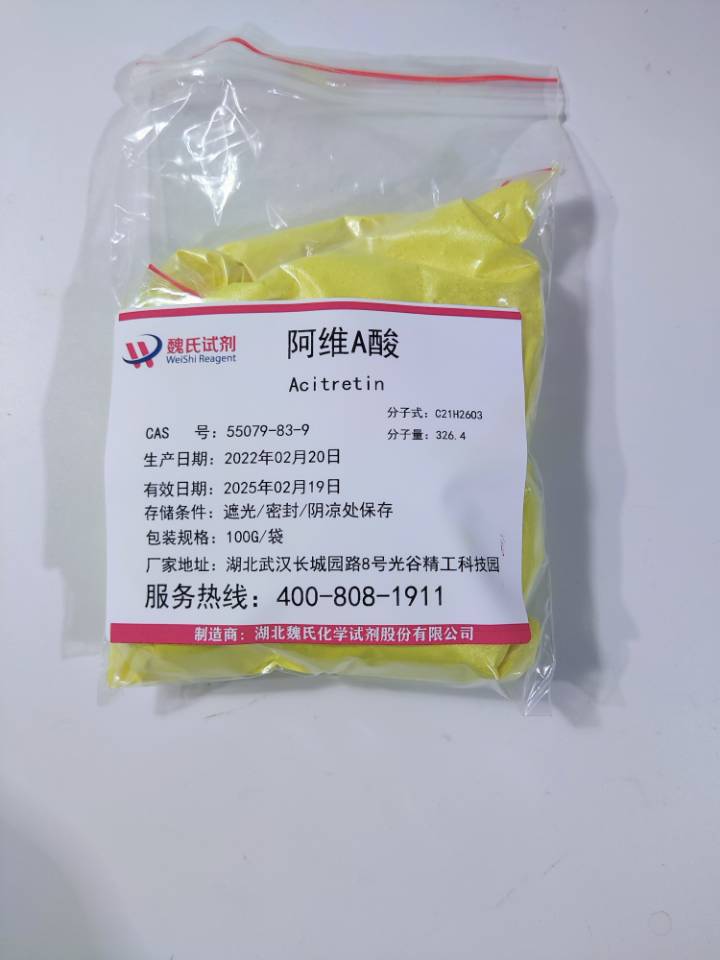 魏氏试剂
WeiShi Reagent
阿维A酸
Acitretin
分子式：C21H26O3
CAS 号：55079-83-9
分子量：326.4
生产日期：2022年02月20日
有效日期：2025年02月19日
存储条件：遮光/密封/阴凉处保存
包装规格：100G/袋
厂家地址：湖北武汉长城园路8号光谷精工科技园
服务热线：400-808-1911
制造商：湖北魏氏化学试剂股份有限公司